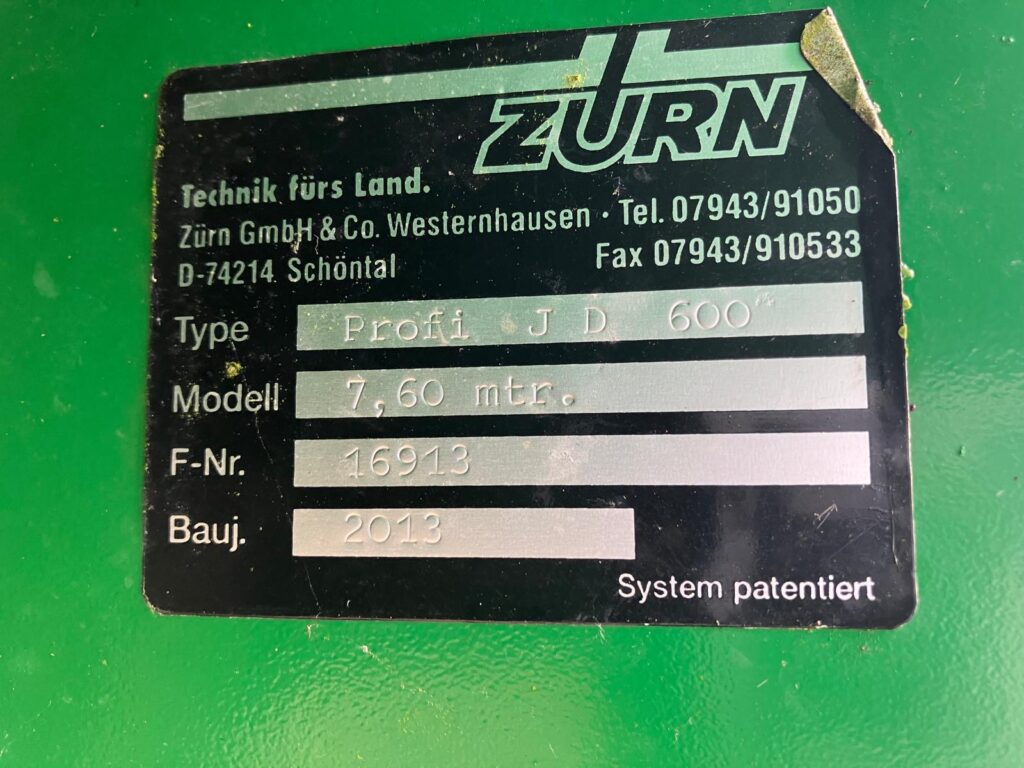 ZÜRN
Technik fürs Land.
Zürn GmbH & Co. Westernhausen · Tel. 07943/91050
D-74214 Schöntal Fax 07943/910533
Type Profi J D 600
Modell 7,60 mtr.
F-Nr. 16913
Bauj. 2013
System patentiert